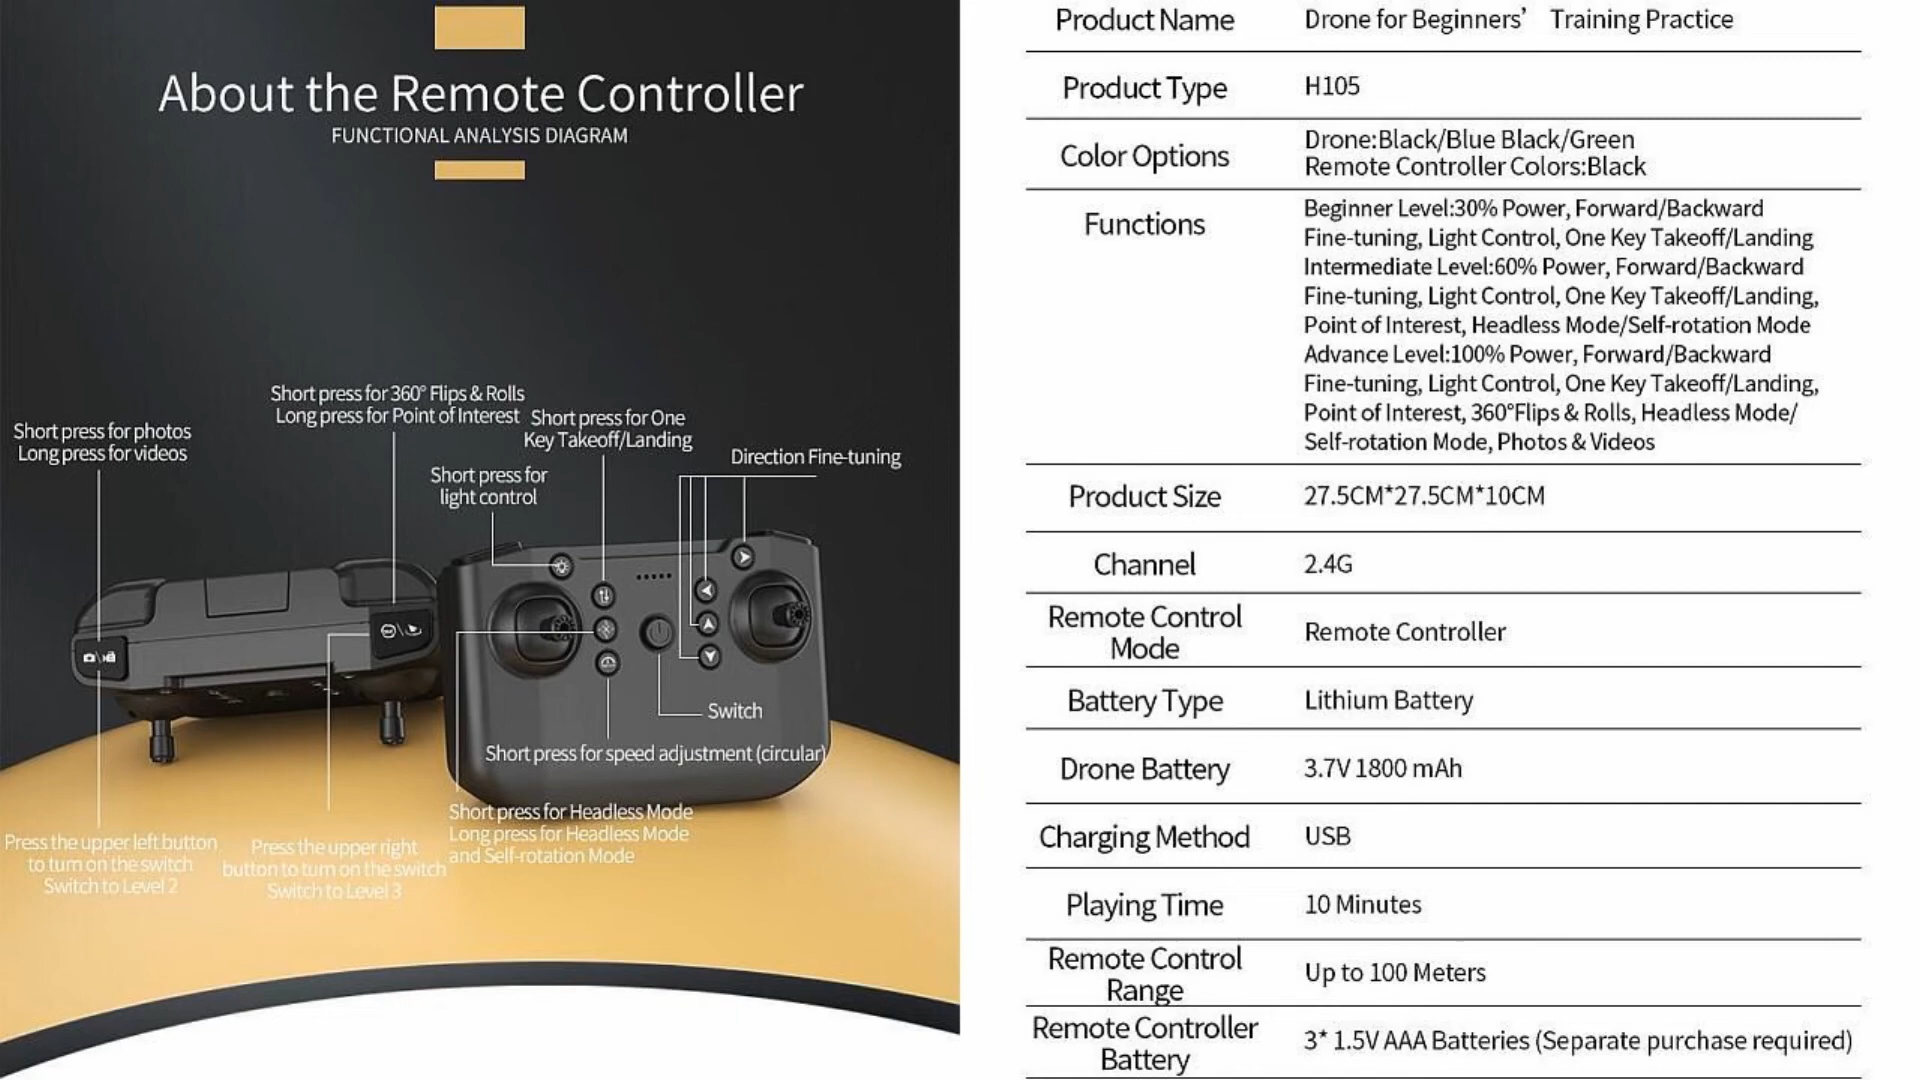 About the Remote Controller
FUNCTIONAL ANALYSIS DIAGRAM
Short press for 360° Flips & Rolls
Long press for Point of Interest
Short press for One
Key Takeoff/Landing
Short press for photos
Long press for videos
Direction Fine-tuning
Short press for
light control
Switch
Short press for speed adjustment (circular)
Short press for Headless Mode
Long press for Headless Mode
and Self-rotation Mode
Press the upper left button
to turn on the switch
Switch to Level 2
Press the upper right
button to turn on the switch
Switch to Level 3
Product Name Drone for Beginners’ Training Practice
Product Type H105
Color Options
Drone:Black/Blue Black/Green
Remote Controller Colors:Black
Functions
Beginner Level:30% Power, Forward/Backward
Fine-tuning, Light Control, One Key Takeoff/Landing
Intermediate Level:60% Power, Forward/Backward
Fine-tuning, Light Control, One Key Takeoff/Landing,
Point of Interest, Headless Mode/Self-rotation Mode
Advance Level:100% Power, Forward/Backward
Fine-tuning, Light Control, One Key Takeoff/Landing,
Point of Interest, 360°Flips & Rolls, Headless Mode/
Self-rotation Mode, Photos & Videos
Product Size 27.5CM*27.5CM*10CM
Channel 2.4G
Remote Control
Mode
Remote Controller
Battery Type Lithium Battery
Drone Battery 3.7V 1800 mAh
Charging Method USB
Playing Time 10 Minutes
Remote Control
Range
Up to 100 Meters
Remote Controller
Battery
3* 1.5V AAA Batteries (Separate purchase required)